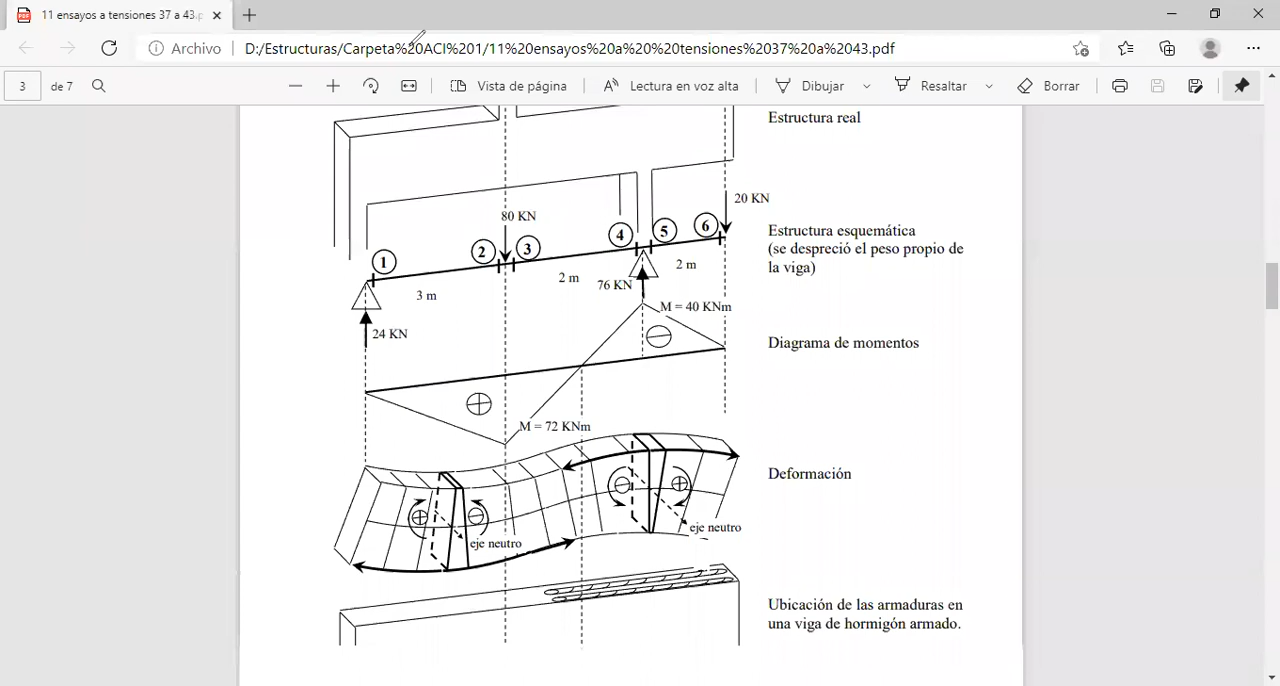 11 ensayos a tensiones 37 a 43.p
Archivo
D:/Estructuras/Carpeta%20ACI%201/11%20ensayos%20a%20%20tensiones%2037%20a%2043.pdf
3 de 7
Vista de página
Lectura en voz alta
Dibujar
Resaltar
Borrar
Estructura real
20 KN
80 KN
1
2
3
4
5
6
Estructura esquemática
(se despreció el peso propio de
la viga)
3 m
2 m
2 m
76 KN
24 KN
M = 40 KNm
Diagrama de momentos
M = 72 KNm
Deformación
eje neutro
eje neutro
Ubicación de las armaduras en
una viga de hormigón armado.